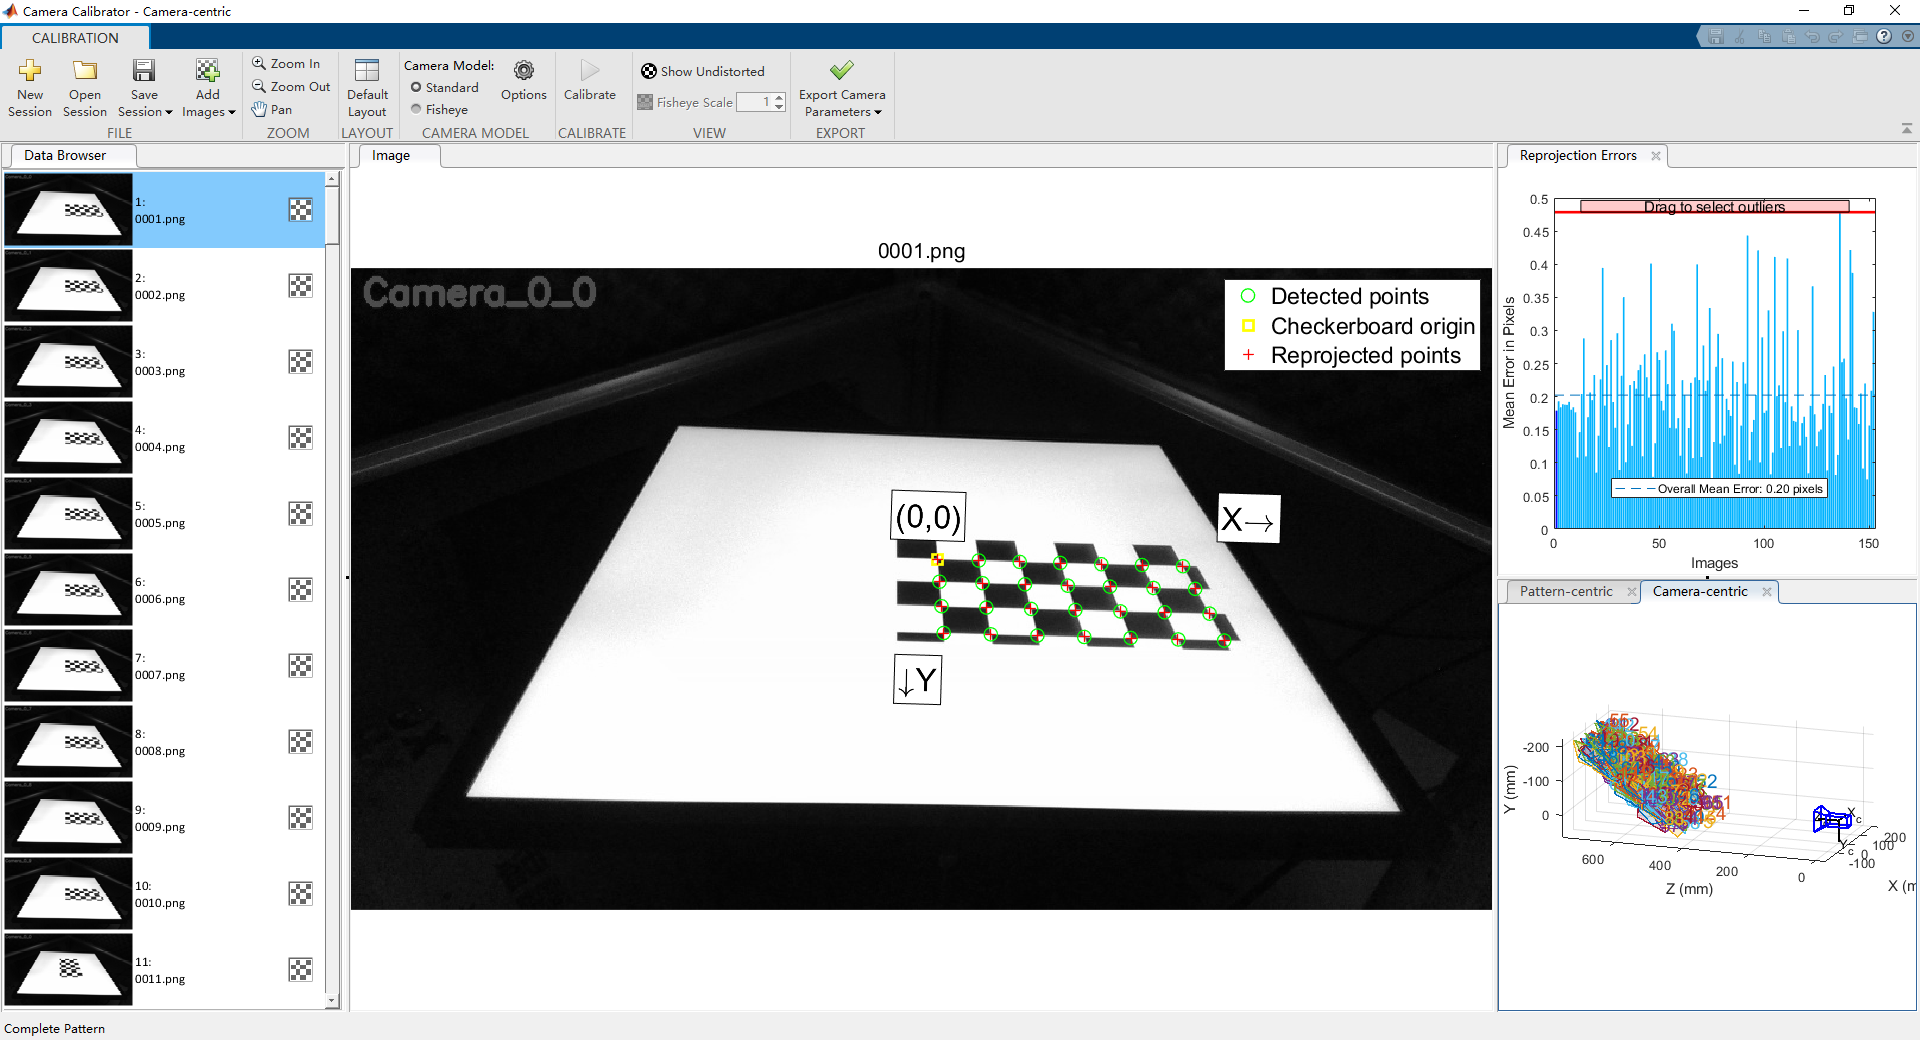 Camera Calibrator - Camera-centric
CALIBRATION
New Session
Open Session
Save Session
Add Images
FILE
Zoom In
Zoom Out
Pan
ZOOM
Default Layout
LAYOUT
Camera Model:
Standard
Fisheye
Options
CAMERA MODEL
Calibrate
CALIBRATE
Show Undistorted
Fisheye Scale 1
VIEW
Export Camera Parameters
EXPORT
Data Browser
1:
0001.png
2:
0002.png
3:
0003.png
4:
0004.png
5:
0005.png
6:
0006.png
7:
0007.png
8:
0008.png
9:
0009.png
10:
0010.png
11:
0011.png
Image
0001.png
Camera_0_0
Detected points
Checkerboard origin
Reprojected points
(0,0)
X→
↓Y
Reprojection Errors
Drag to select outliers
0.5
0.45
0.4
0.35
0.3
0.25
0.2
0.15
0.1
0.05
0
Mean Error in Pixels
Overall Mean Error: 0.20 pixels
0 50 100 150
Images
Pattern-centric
Camera-centric
-200
-100
0
Y (mm)
600 400 200 0
Z (mm)
200
100
0
-100
X (m
Complete Pattern